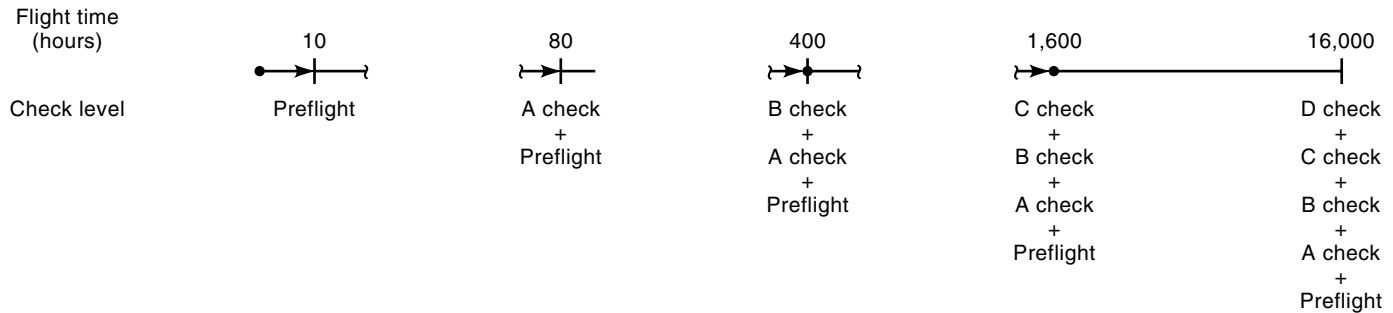 Flight time
(hours)
10
80
400
1,600
16,000
Check level
Preflight
A check
+
Preflight
B check
+
A check
+
Preflight
C check
+
B check
+
A check
+
Preflight
D check
+
C check
+
B check
+
A check
+
Preflight